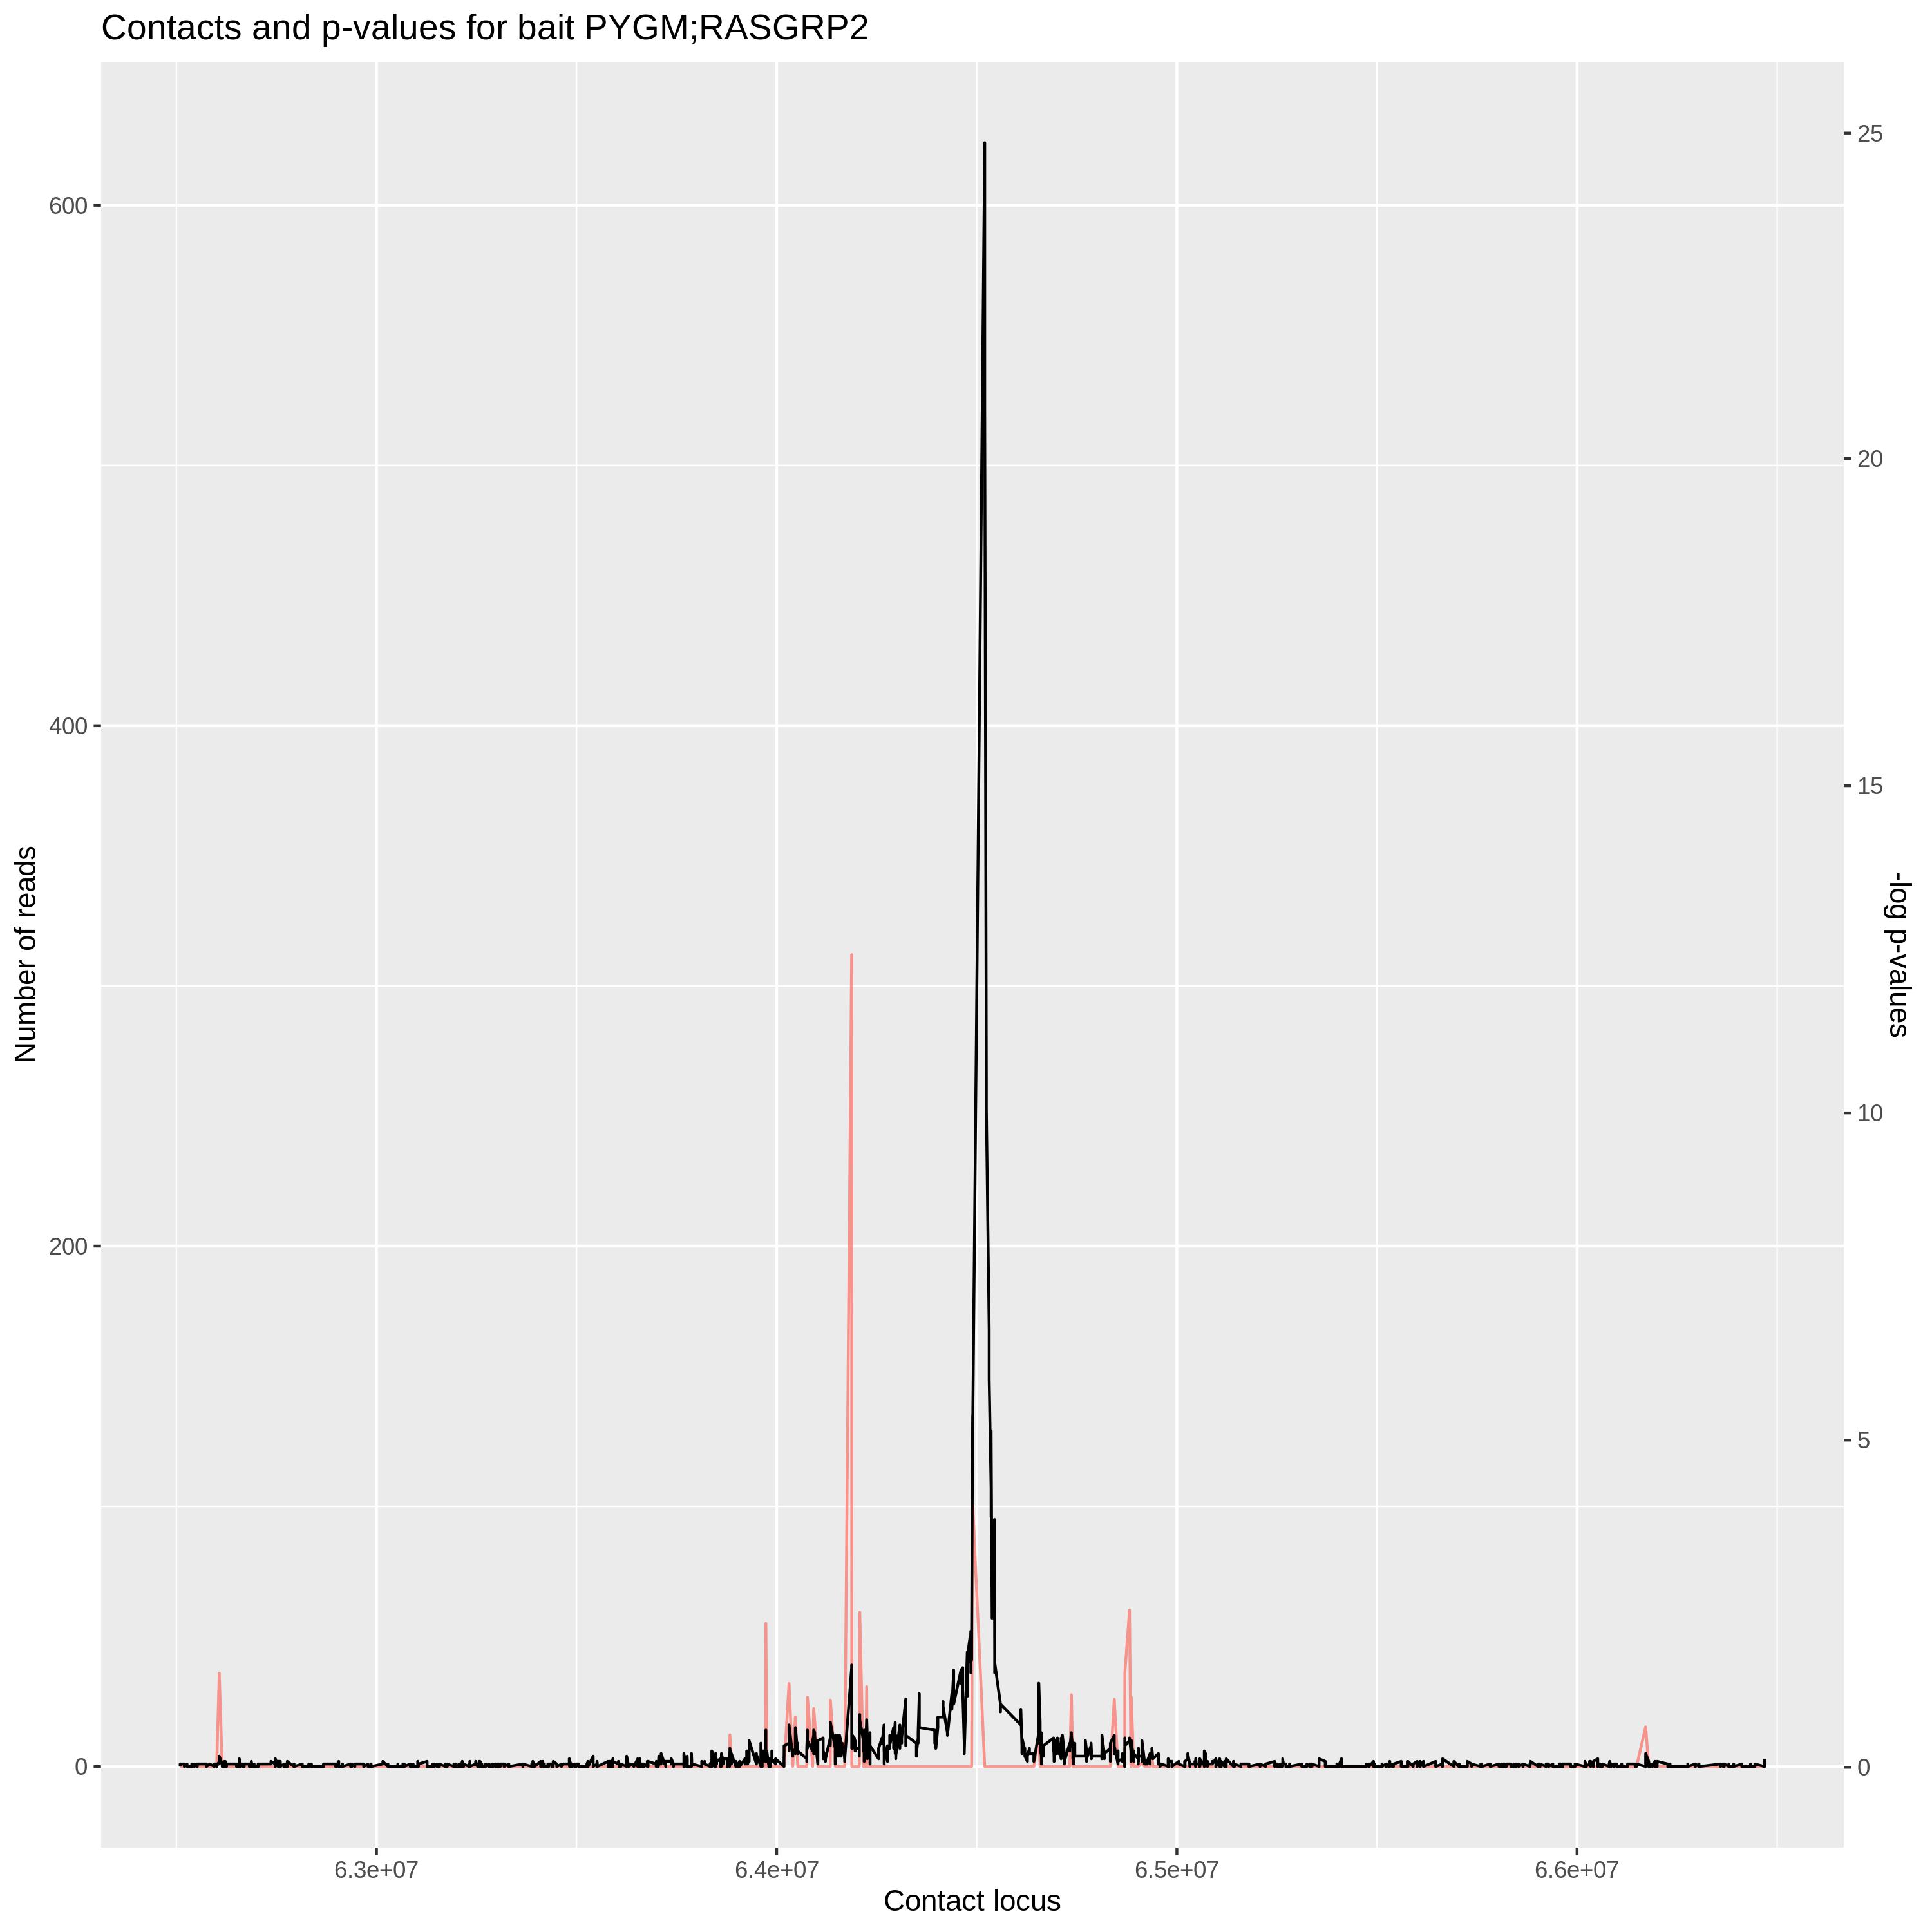 Contacts and p-values for bait PYGM;RASGRP2
Number of reads
600
400
200
0
25
20
15
10
5
0
-log p-values
6.3e+07
6.4e+07
6.5e+07
6.6e+07
Contact locus